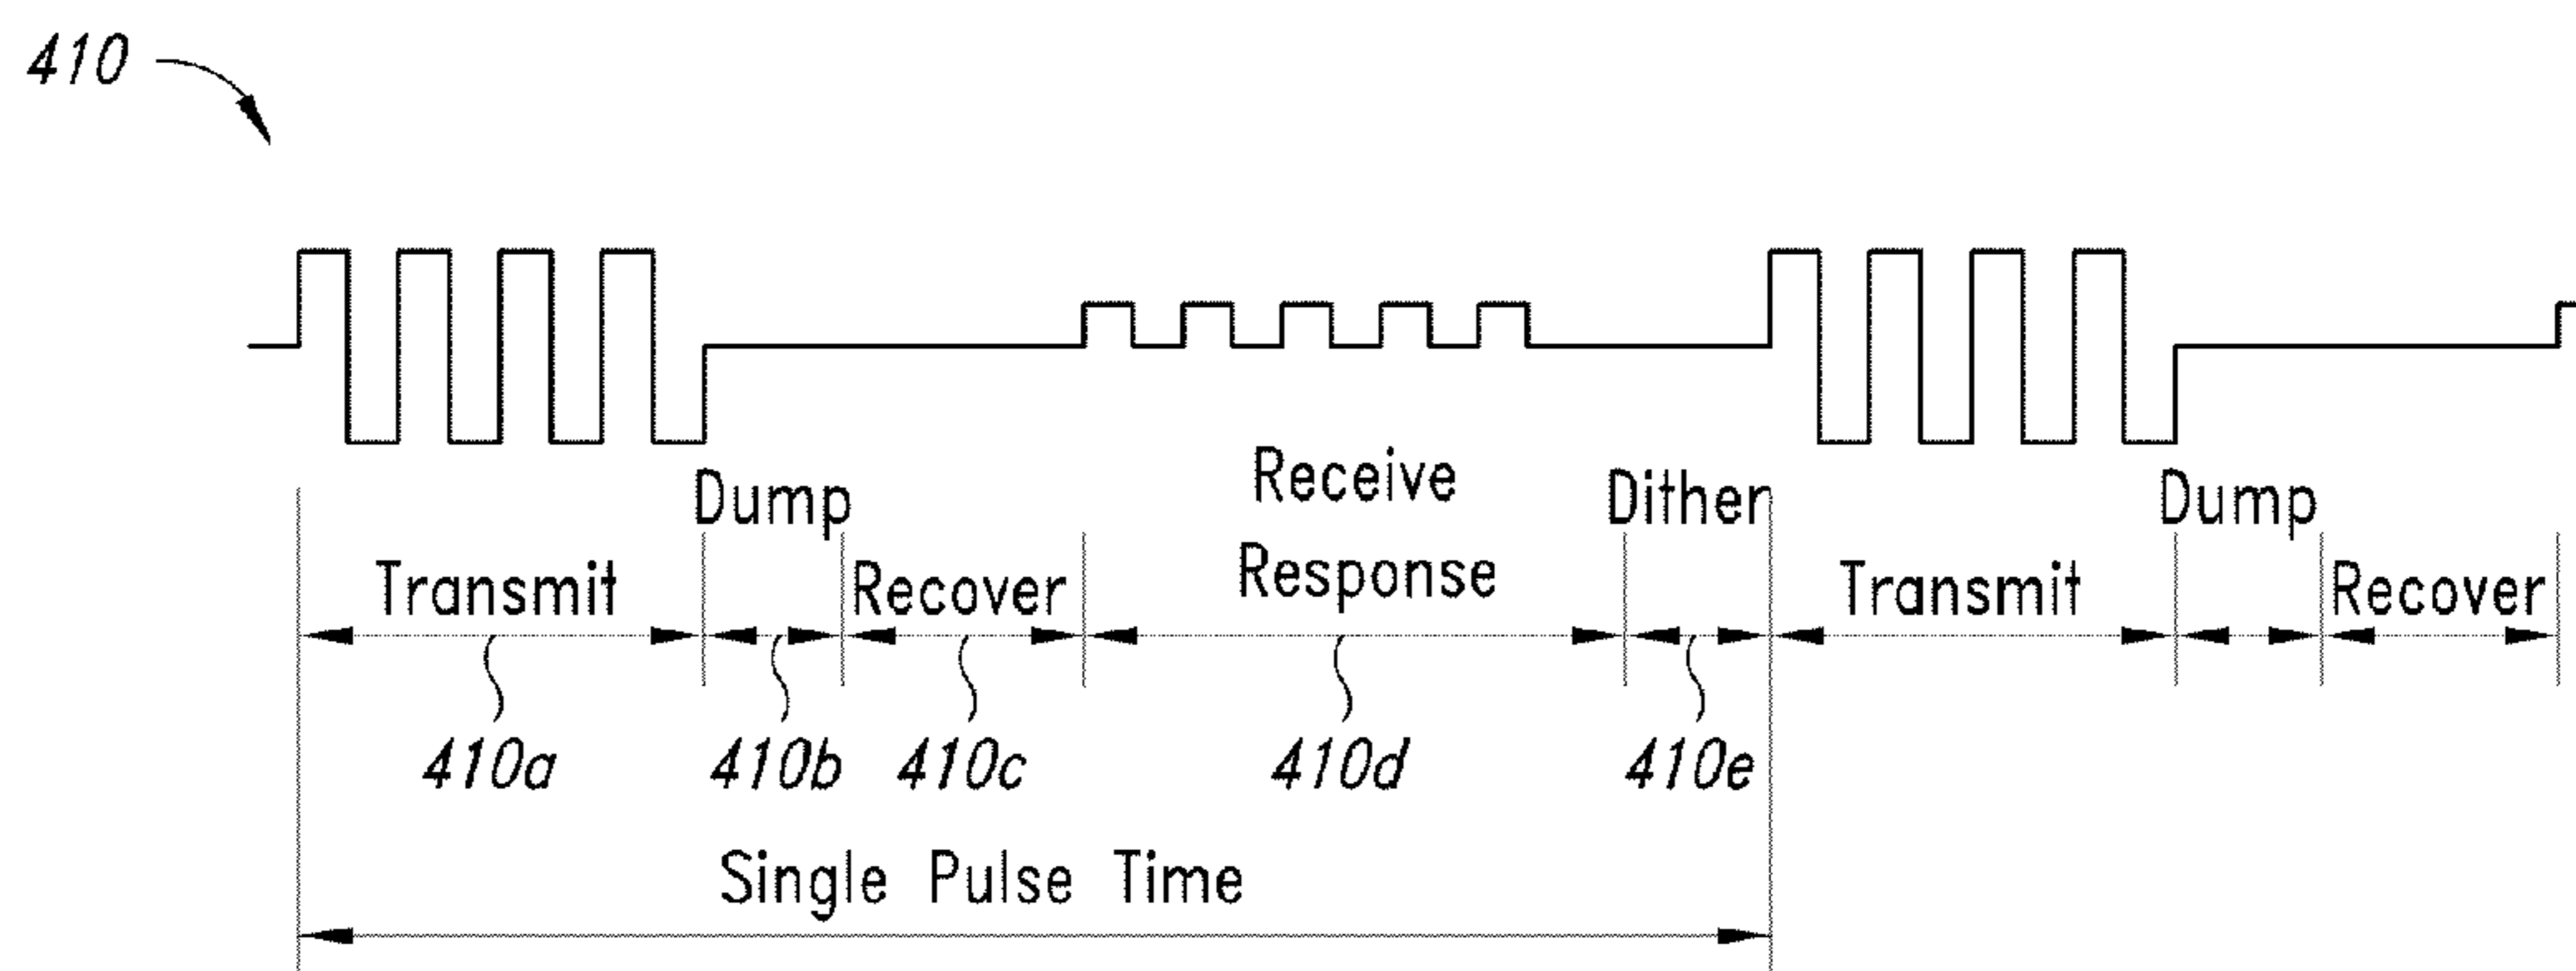 410
Dump
Receive
Response
Dither
Dump
Transmit
Recover
Transmit
Recover
410a
410b
410c
410d
410e
Single Pulse Time